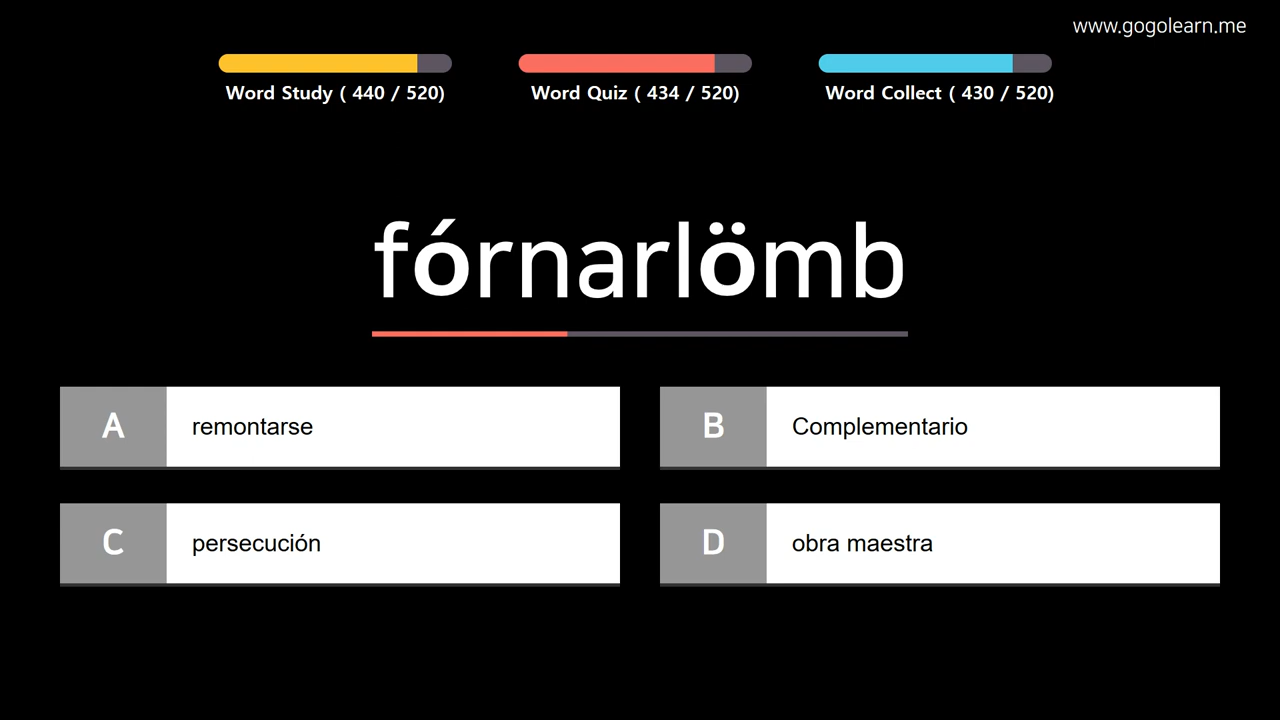 www.gogolearn.me
Word Study ( 440 / 520)
Word Quiz ( 434 / 520)
Word Collect ( 430 / 520)
fórnarlömb
A remontarse
B Complementario
C persecución
D obra maestra